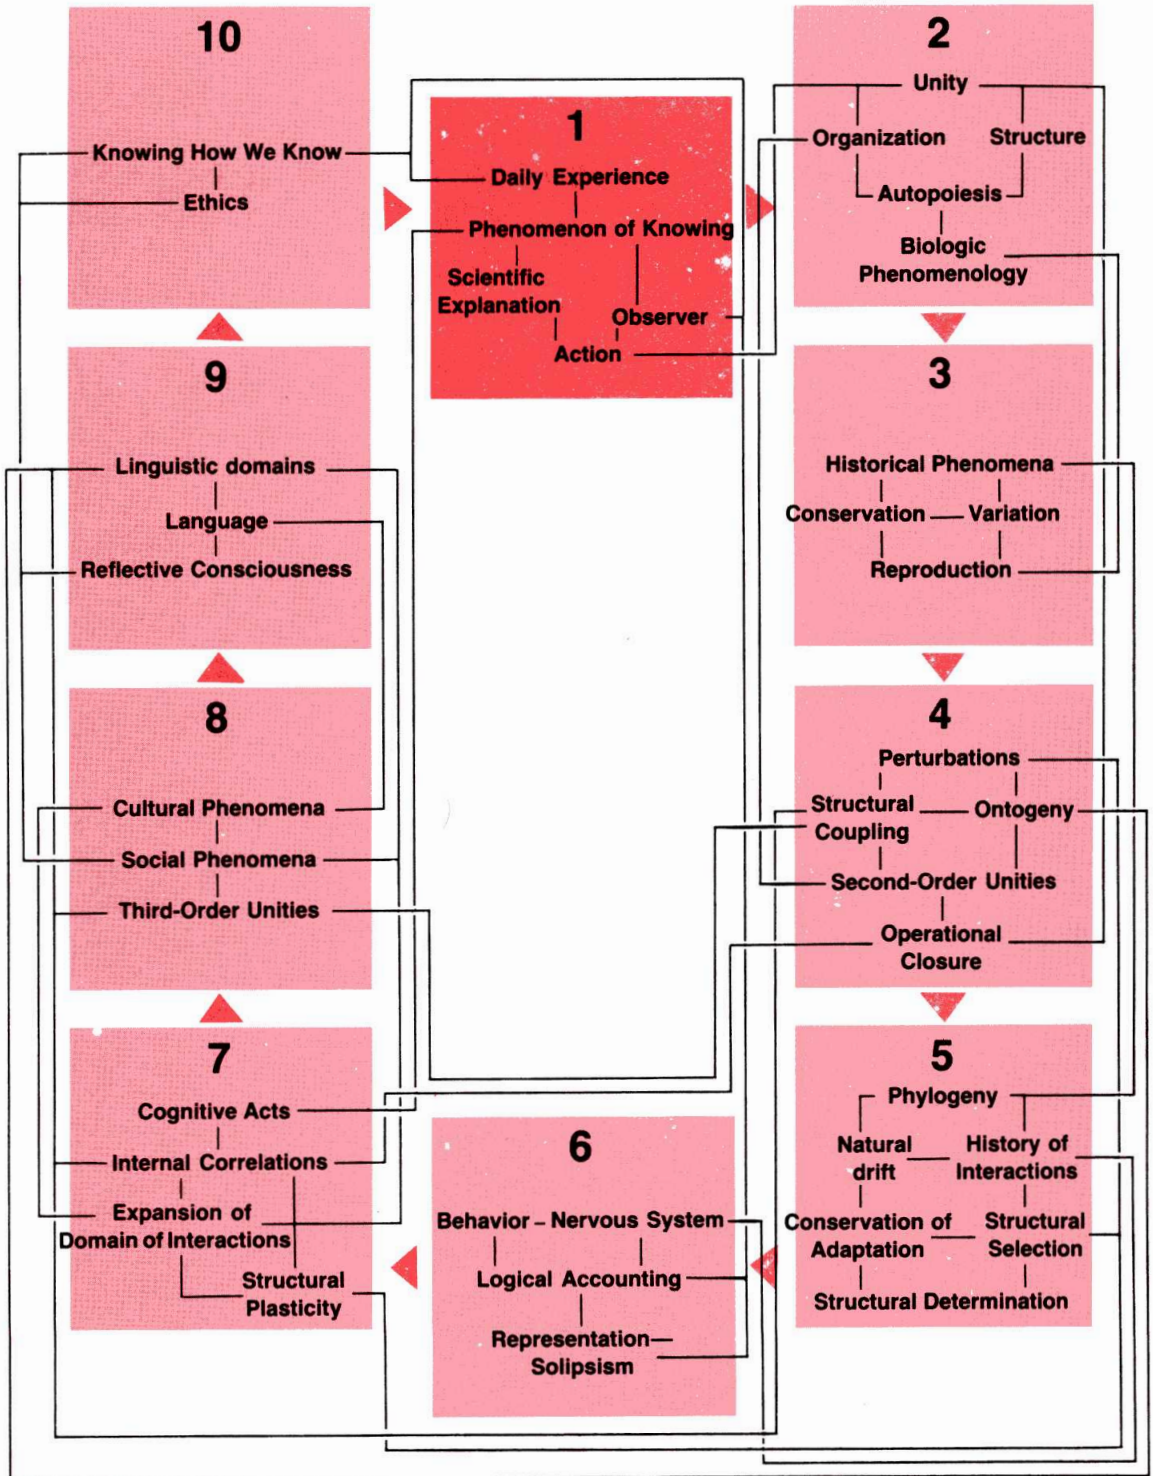 10
Knowing How We Know
Ethics
1
Daily Experience
Phenomenon of Knowing
Scientific
Explanation
Observer
Action
2
Unity
Organization
Structure
Autopoiesis
Biologic
Phenomenology
3
Historical Phenomena
Conservation
Variation
Reproduction
4
Perturbations
Structural
Coupling
Ontogeny
Second-Order Unities
Operational
Closure
5
Phylogeny
Natural
drift
History of
Interactions
Conservation of
Adaptation
Structural
Selection
Structural Determination
6
Behavior – Nervous System
Logical Accounting
Representation—
Solipsism
7
Cognitive Acts
Internal Correlations
Expansion of
Domain of Interactions
Structural
Plasticity
8
Cultural Phenomena
Social Phenomena
Third-Order Unities
9
Linguistic domains
Language
Reflective Consciousness